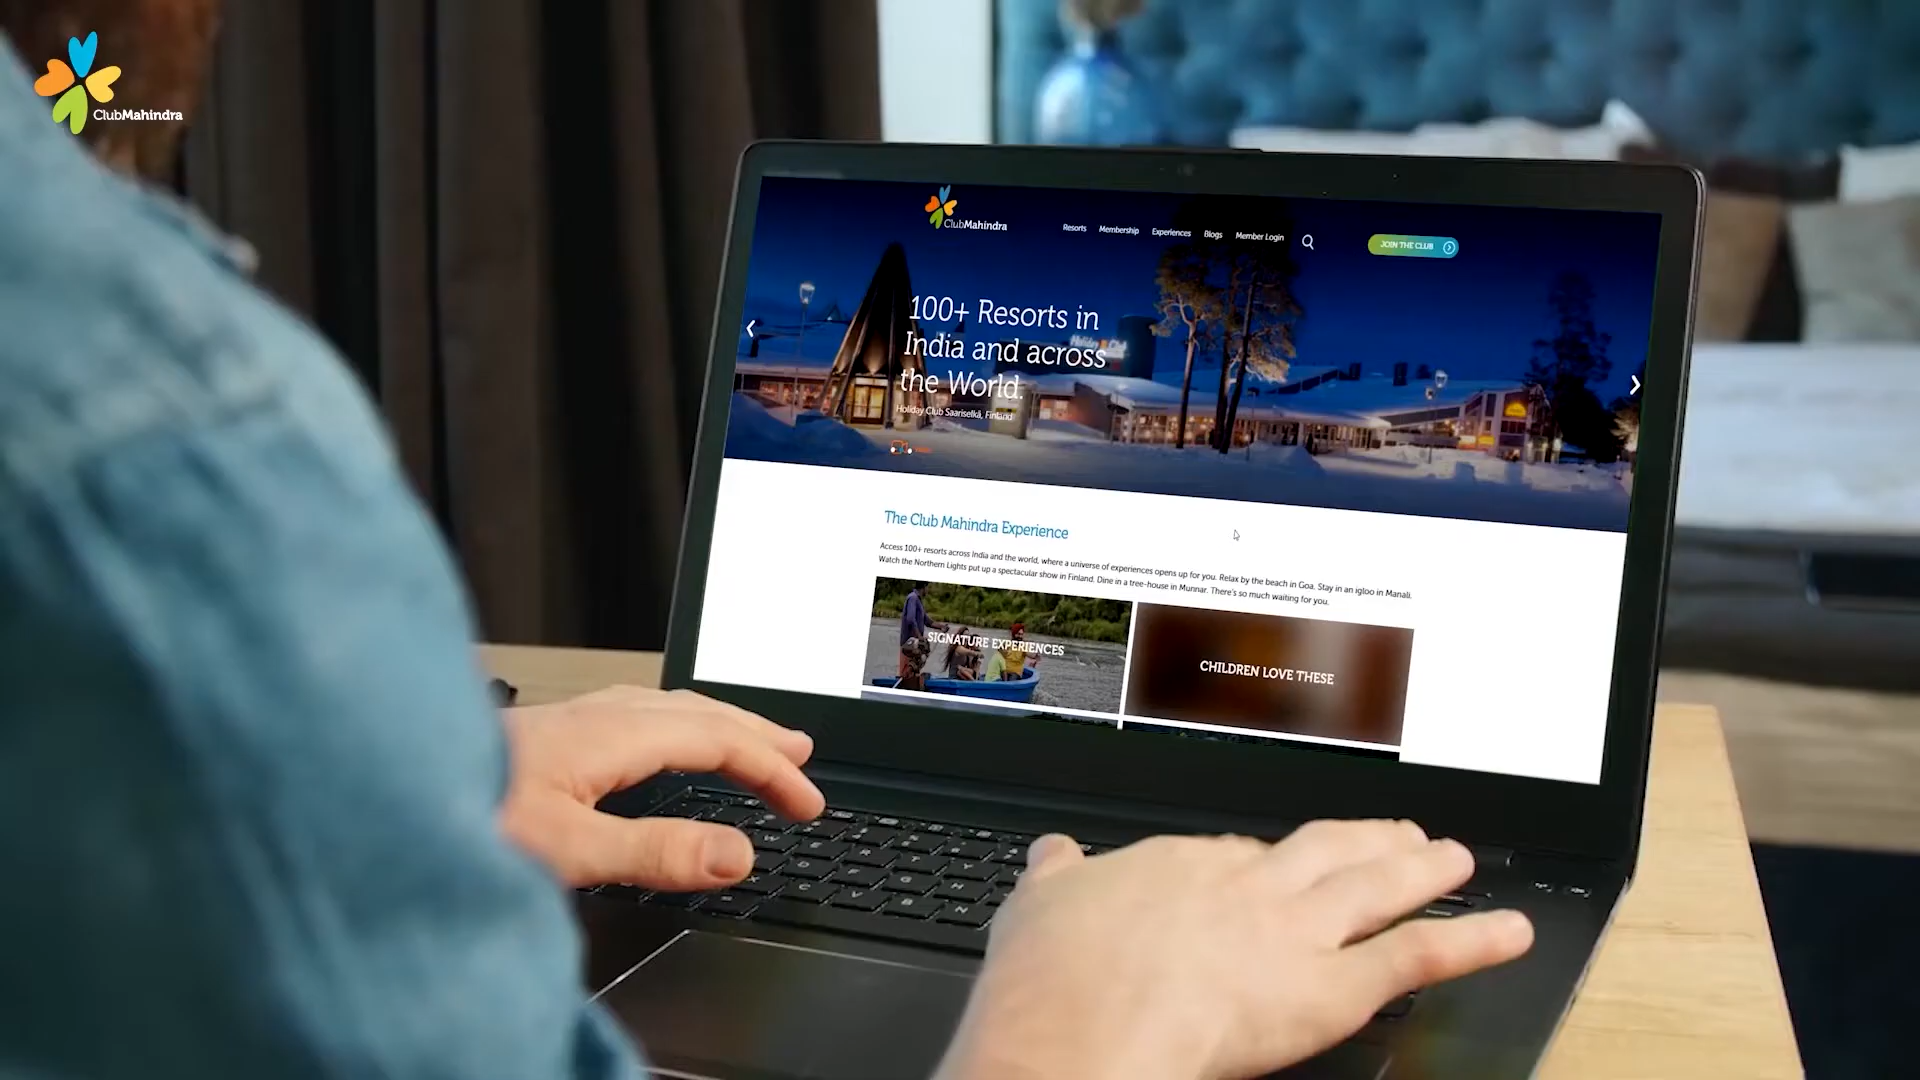 ClubMahindra
ClubMahindra
Resorts Membership Experiences Blogs Member Login
JOIN THE CLUB
100+ Resorts in
India and across
the World.
Holiday Club Saariselkä, Finland
The Club Mahindra Experience
Access 100+ resorts across India and the world, where a universe of experiences opens up for you. Relax by the beach in Goa. Stay in an igloo in Manali.
Watch the Northern Lights put up a spectacular show in Finland. Dine in a tree-house in Munnar. There's so much waiting for you.
SIGNATURE EXPERIENCES
CHILDREN LOVE THESE